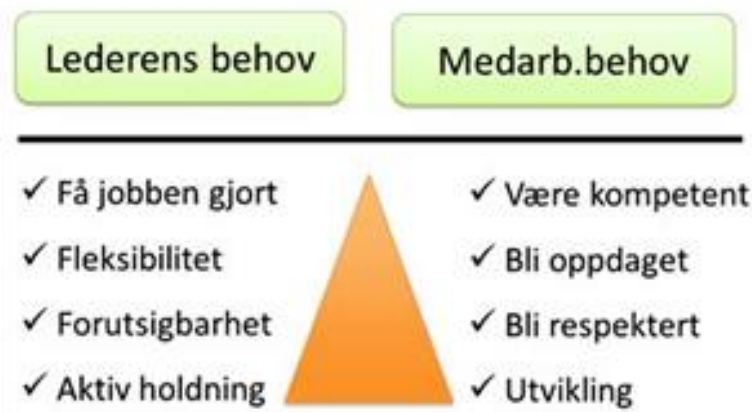 Lederens behov
Medarb.behov
✓ Få jobben gjort
✓ Fleksibilitet
✓ Forutsigbarhet
✓ Aktiv holdning
✓ Være kompetent
✓ Bli oppdaget
✓ Bli respektert
✓ Utvikling